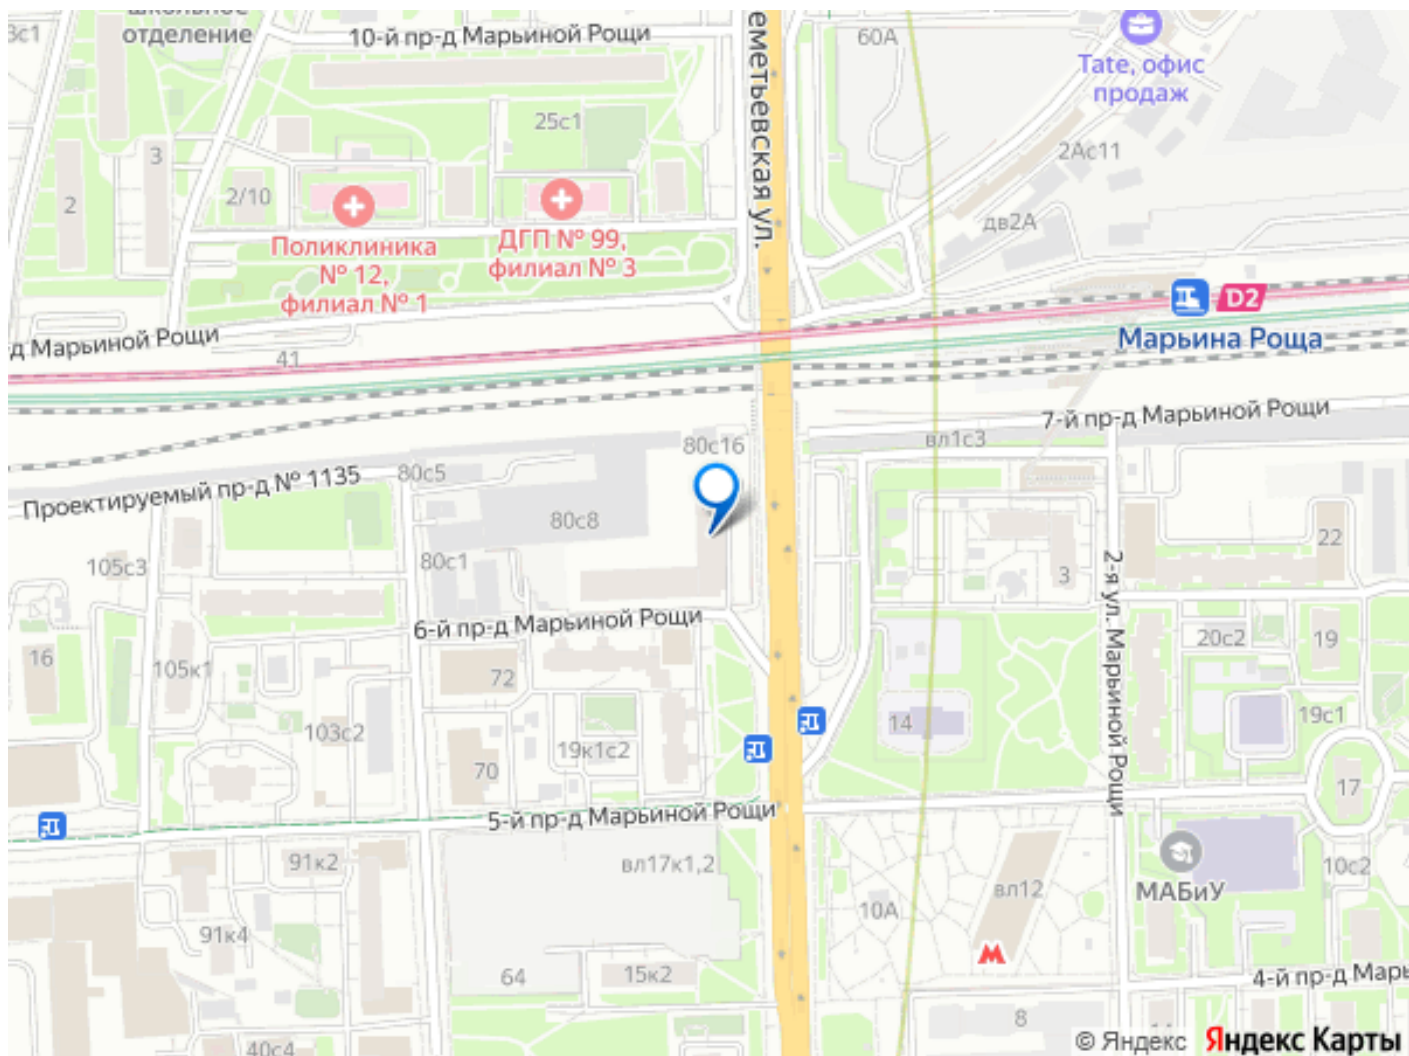 отделение
10-й пр-д Марьиной Рощи
еметьевская ул.
60А
Tate, офис
продаж
3с1
25с1
2Ас11
3
2
2/10
дв2А
Поликлиника
№ 12,
филиал № 1
ДГП № 99,
филиал № 3
D2
Марьина Роща
д Марьиной Рощи
41
7-й пр-д Марьиной Рощи
вл1с3
80с16
80с5
Проектируемый пр-д № 1135
80с8
22
105с3
80с1
3
2-я ул. Марьиной Рощи
6-й пр-д Марьиной Рощи
20с2
19
16
105к1
72
19с1
14
103с2
19к1с2
70
17
5-й пр-д Марьиной Рощи
91к2
вл17к1,2
вл12
10с2
МАБиУ
10А
91к4
64
15к2
4-й пр-д Марь
8
40с4
© Яндекс
Яндекс Карты